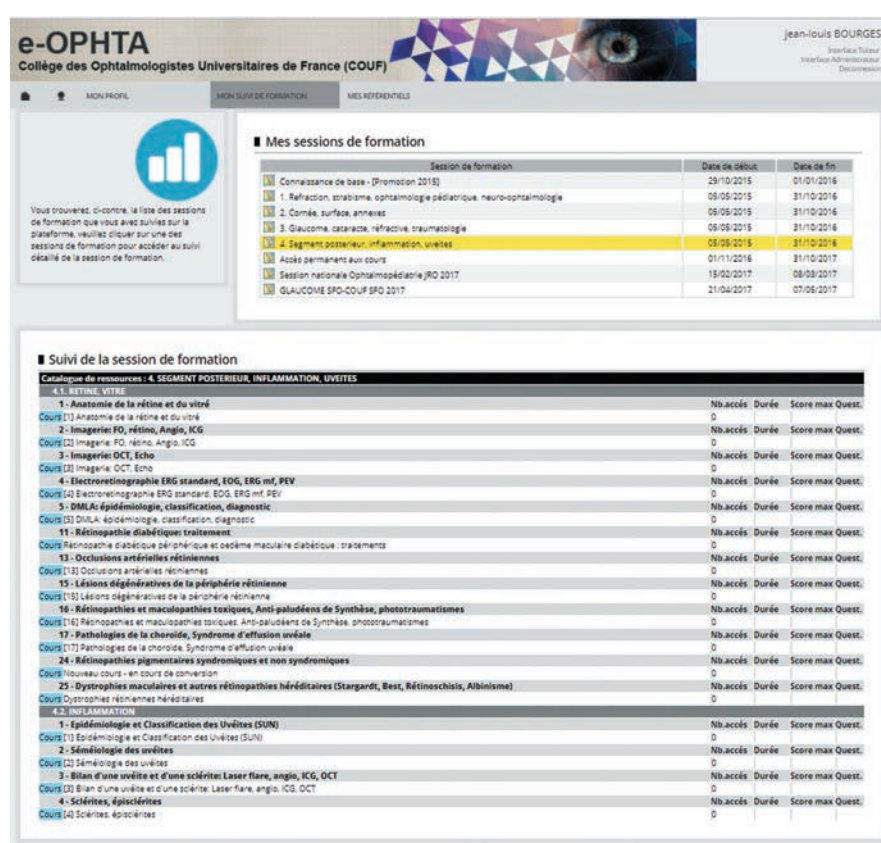 e-OPHTA
Collège des Ophtalmologistes Universitaires de France (COUF)
jean-louis BOURGES
Interface Tuteur
Interface Administrateur
Deconnexion
MON PROFIL MON SUIVI DE FORMATION MES REFERENTIELS
Vous trouverez, ci-contre, la liste des sessions
de formation que vous avez suivies sur la
plateforme, veuillez cliquer sur une des
sessions de formation pour accéder au suivi
détaillé de la session de formation.
Mes sessions de formation
Session de formation Date de début Date de fin
Connaissance de base - [Promotion 2015] 29/10/2015 01/01/2016
1. Réfraction, strabisme, ophtalmologie pédiatrique, neuro-ophtalmologie 05/05/2015 31/10/2016
2. Cornée, surface, annexes 05/05/2015 31/10/2016
3. Glaucome, cataracte, réfractive, traumatologie 05/05/2015 31/10/2016
4. Segment posterieur, inflammation, uveites 05/05/2015 31/10/2016
Accès permanent aux cours 01/11/2016 31/10/2017
Session nationale Ophtalmopédiatrie JRO 2017 15/02/2017 08/03/2017
GLAUCOME SFO-COUF SFO 2017 21/04/2017 07/05/2017
Suivi de la session de formation
Catalogue de ressources : 4. SEGMENT POSTERIEUR, INFLAMMATION, UVEITES
4.1. RETINE, VITRE
1 - Anatomie de la rétine et du vitré Nb.accés Durée Score max Quest.
Cours [1] Anatomie de la rétine et du vitré 0
2 - Imagerie: FO, rétino, Angio, ICG Nb.accés Durée Score max Quest.
Cours [2] Imagerie: FO, rétino, Angio, ICG 0
3 - Imagerie: OCT, Echo Nb.accés Durée Score max Quest.
Cours [3] Imagerie: OCT, Echo 0
4 - Electroretinographie ERG standard, EOG, ERG mf, PEV Nb.accés Durée Score max Quest.
Cours [4] Electroretinographie ERG standard, EOG, ERG mf, PEV 0
5 - DMLA: épidémiologie, classification, diagnostic Nb.accés Durée Score max Quest.
Cours [5] DMLA: épidémiologie, classification, diagnostic 0
11 - Rétinopathie diabétique: traitement Nb.accés Durée Score max Quest.
Cours Rétinopathie diabétique périphérique et oedème maculaire diabétique : traitements 0
13 - Occlusions artérielles rétiniennes Nb.accés Durée Score max Quest.
Cours [13] Occlusions artérielles rétiniennes 0
15 - Lésions dégénératives de la périphérie rétinienne Nb.accés Durée Score max Quest.
Cours [15] Lésions dégénératives de la périphérie rétinienne 0
16 - Rétinopathies et maculopathies toxiques, Anti-paludéens de Synthèse, phototraumatismes Nb.accés Durée Score max Quest.
Cours [16] Rétinopathies et maculopathies toxiques, Anti-paludéens de Synthèse, phototraumatismes 0
17 - Pathologies de la choroïde, Syndrome d'effusion uvéale Nb.accés Durée Score max Quest.
Cours [17] Pathologies de la choroïde, Syndrome d'effusion uvéale 0
24 - Rétinopathies pigmentaires syndromiques et non syndromiques Nb.accés Durée Score max Quest.
Cours Nouveau cours - en cours de conversion 0
25 - Dystrophies maculaires et autres rétinopathies héréditaires (Stargardt, Best, Rétinoschisis, Albinisme) Nb.accés Durée Score max Quest.
Cours Dystrophies rétiniennes héréditaires 0
4.2. INFLAMMATION
1 - Epidémiologie et Classification des Uvéites (SUN) Nb.accés Durée Score max Quest.
Cours [1] Epidémiologie et Classification des Uvéites (SUN) 0
2 - Séméiologie des uvéites Nb.accés Durée Score max Quest.
Cours [2] Séméiologie des uvéites 0
3 - Bilan d'une uvéite et d'une sclérite: Laser flare, angio, ICG, OCT Nb.accés Durée Score max Quest.
Cours [3] Bilan d'une uvéite et d'une sclérite: Laser flare, angio, ICG, OCT 0
4 - Sclérites, épisclérites Nb.accés Durée Score max Quest.
Cours [4] Sclérites, épisclérites 0